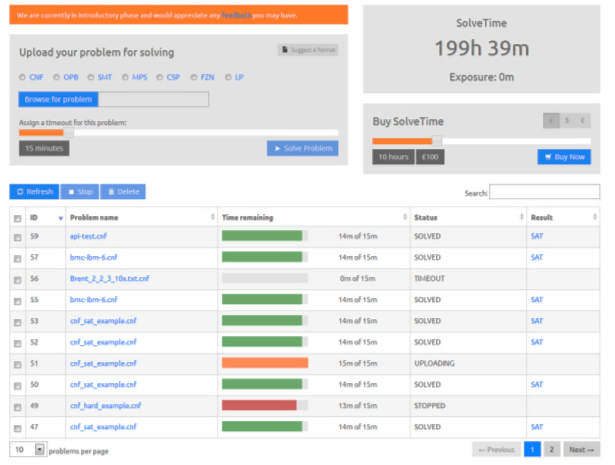 We are currently in introductory phase and would appreciate any feedback you may have.
Upload your problem for solving
Suggest a format
CNF OPB SMT MPS CSP FZN LP
Browse for problem
Assign a timeout for this problem:
15 minutes
Solve Problem
SolveTime
199h 39m
Exposure: 0m
Buy SolveTime
£ $ €
10 hours £100 Buy Now
Refresh Stop Delete
Search:
ID Problem name Time remaining Status Result
59 api-test.cnf 14m of 15m SOLVED SAT
57 bmc-ibm-6.cnf 14m of 15m SOLVED SAT
56 Brent_2_2_3_10x.txt.cnf 0m of 15m TIMEOUT
55 bmc-ibm-6.cnf 14m of 15m SOLVED SAT
53 cnf_sat_example.cnf 14m of 15m SOLVED SAT
52 cnf_sat_example.cnf 14m of 15m SOLVED SAT
51 cnf_sat_example.cnf 15m of 15m UPLOADING
50 cnf_sat_example.cnf 14m of 15m SOLVED SAT
49 cnf_hard_example.cnf 13m of 15m STOPPED
47 cnf_sat_example.cnf 14m of 15m SOLVED SAT
10 problems per page
← Previous 1 2 Next →